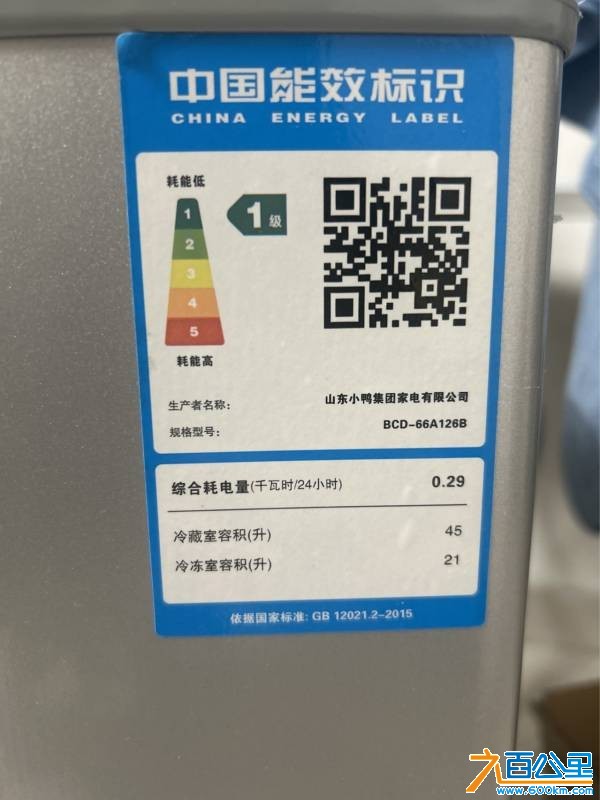 中国能效标识
CHINA ENERGY LABEL
耗能低
1
2
3
4
5
耗能高
1级
生产者名称: 山东小鸭集团家电有限公司
规格型号: BCD-66A126B
综合耗电量(千瓦时/24小时) 0.29
冷藏室容积(升) 45
冷冻室容积(升) 21
依据国家标准: GB 12021.2-2015
六百公里
www.600km.com